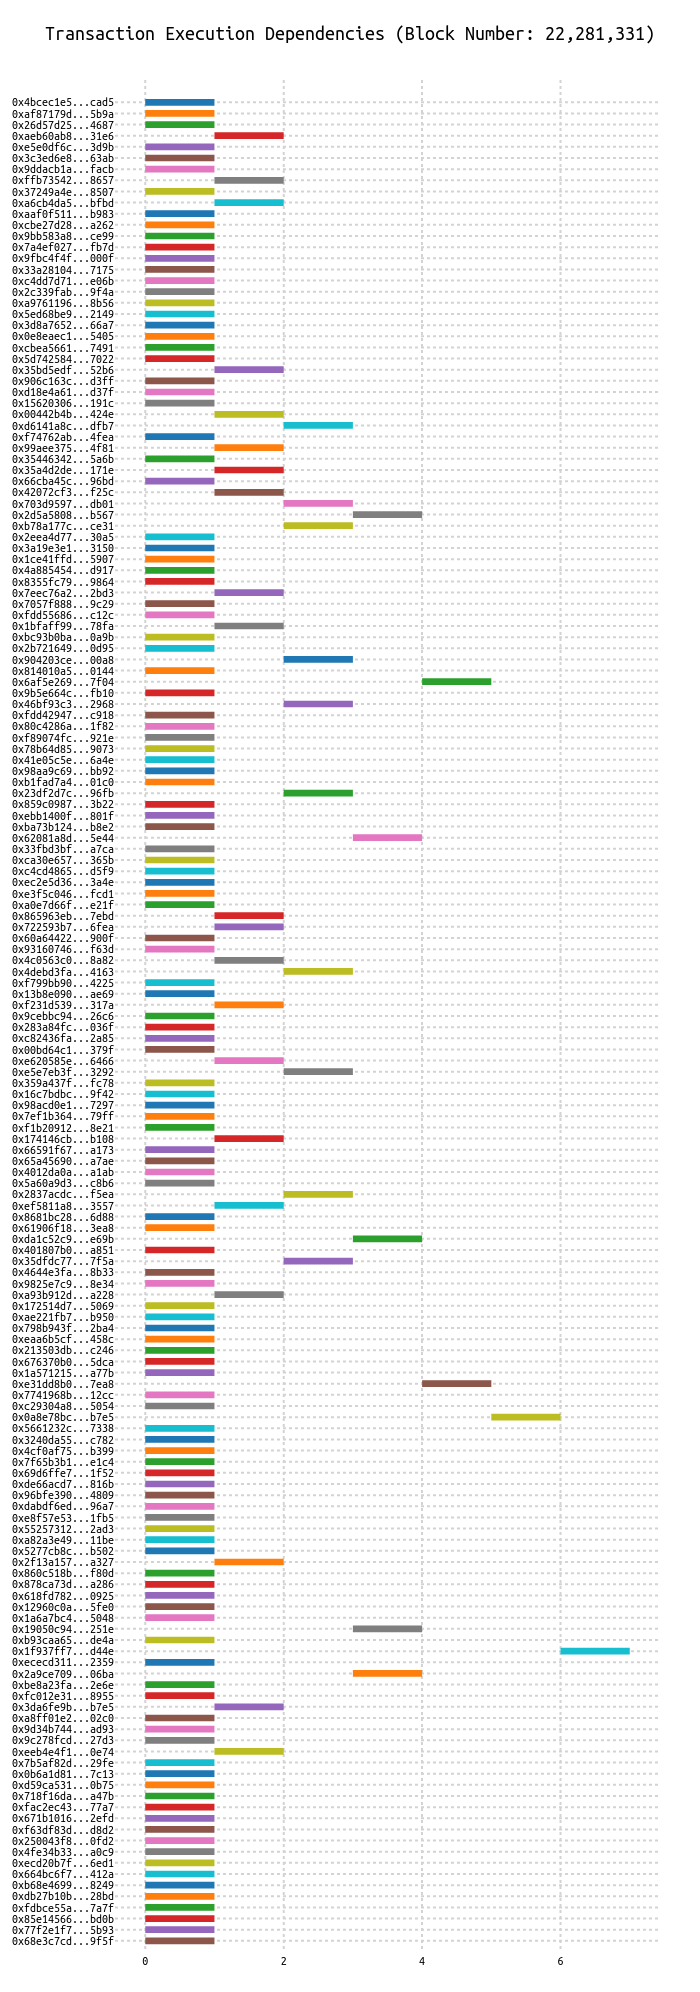 Transaction Execution Dependencies (Block Number: 22,281,331)
0x4bcec1e5...cad5
0xaf87179d...5b9a
0x26d57d25...4687
0xaeb60ab8...31e6
0xe5e0df6c...3d9b
0x3c3ed6e8...63ab
0x9ddacb1a...facb
0xffb73542...8657
0x37249a4e...8507
0xa6cb4da5...bfbd
0xaaf0f511...b983
0xcbe27d28...a262
0x9bb583a8...ce99
0x7a4ef027...fb7d
0x9fbc4f4f...000f
0x33a28104...7175
0xc4dd7d71...e06b
0x2c339fab...9f4a
0xa9761196...8b56
0x5ed68be9...2149
0x3d8a7652...66a7
0x0e8eaec1...5405
0xcbea5661...7491
0x5d742584...7022
0x35bd5edf...52b6
0x906c163c...d3ff
0xd18e4a61...d37f
0x15620306...191c
0x00442b4b...424e
0xd6141a8c...dfb7
0xf74762ab...4fea
0x99aee375...4f81
0x35446342...5a6b
0x35a4d2de...171e
0x66cba45c...96bd
0x42072cf3...f25c
0x703d9597...db01
0x2d5a5808...b567
0xb78a177c...ce31
0x2eea4d77...30a5
0x3a19e3e1...3150
0x1ce41ffd...5907
0x4a885454...d917
0x8355fc79...9864
0x7eec76a2...2bd3
0x7057f888...9c29
0xfdd55686...c12c
0x1bfaff99...78fa
0xbc93b0ba...0a9b
0x2b721649...0d95
0x904203ce...00a8
0x814010a5...0144
0x6af5e269...7f04
0x9b5e664c...fb10
0x46bf93c3...2968
0xfdd42947...c918
0x80c4286a...1f82
0xf89074fc...921e
0x78b64d85...9073
0x41e05c5e...6a4e
0x98aa9c69...bb92
0xb1fad7a4...01c0
0x23df2d7c...96fb
0x859c0987...3b22
0xebb1400f...801f
0xba73b124...b8e2
0x62081a8d...5e44
0x33fbd3bf...a7ca
0xca30e657...365b
0xc4cd4865...d5f9
0xec2e5d36...3a4e
0xe3f5c046...fcd1
0xa0e7d66f...e21f
0x865963eb...7ebd
0x722593b7...6fea
0x60a64422...900f
0x93160746...f63d
0x4c0563c0...8a82
0x4debd3fa...4163
0xf799bb90...4225
0x13b8e090...ae69
0xf231d539...317a
0x9cebbc94...26c6
0x283a84fc...036f
0xc82436fa...2a85
0x00bd64c1...379f
0xe620585e...6466
0xe5e7eb3f...3292
0x359a437f...fc78
0x16c7bdbc...9f42
0x98acd0e1...7297
0x7ef1b364...79ff
0xf1b20912...8e21
0x174146cb...b108
0x66591f67...a173
0x65a45690...a7ae
0x4012da0a...a1ab
0x5a60a9d3...c8b6
0x2837acdc...f5ea
0xef5811a8...3557
0x8681bc28...6d88
0x61906f18...3ea8
0xda1c52c9...e69b
0x401807b0...a851
0x35dfdc77...7f5a
0x4644e3fa...8b33
0x9825e7c9...8e34
0xa93b912d...a228
0x172514d7...5069
0xae221fb7...b950
0x798b943f...2ba4
0xeaa6b5cf...458c
0x213503db...c246
0x676370b0...5dca
0x1a571215...a77b
0xe31dd8b0...7ea8
0x7741968b...12cc
0xc29304a8...5054
0x0a8e78bc...b7e5
0x5661232c...7338
0x3240da55...c782
0x4cf0af75...b399
0x7f65b3b1...e1c4
0x69d6ffe7...1f52
0xde66acd7...816b
0x96bfe390...4809
0xdabdf6ed...96a7
0xe8f57e53...1fb5
0x55257312...2ad3
0xa82a3e49...11be
0x5277cb8c...b502
0x2f13a157...a327
0x860c518b...f80d
0x878ca73d...a286
0x618fd782...0925
0x12960c0a...5fe0
0x1a6a7bc4...5048
0x19050c94...251e
0xb93caa65...de4a
0x1f937ff7...d44e
0xececd311...2359
0x2a9ce709...06ba
0xbe8a23fa...2e6e
0xfc012e31...8955
0x3da6fe9b...b7e5
0xa8ff01e2...02c0
0x9d34b744...ad93
0x9c278fcd...27d3
0xeeb4e4f1...0e74
0x7b5af82d...29fe
0x0b6a1d81...7c13
0xd59ca531...0b75
0x718f16da...a47b
0xfac2ec43...77a7
0x671b1016...2efd
0xf63df83d...d8d2
0x250043f8...0fd2
0x4fe34b33...a0c9
0xecd20b7f...6ed1
0x664bc6f7...412a
0xb68e4699...8249
0xdb27b10b...28bd
0xfdbce55a...7a7f
0x85e14566...bd0b
0x77f2e1f7...5b93
0x68e3c7cd...9f5f
0 2 4 6